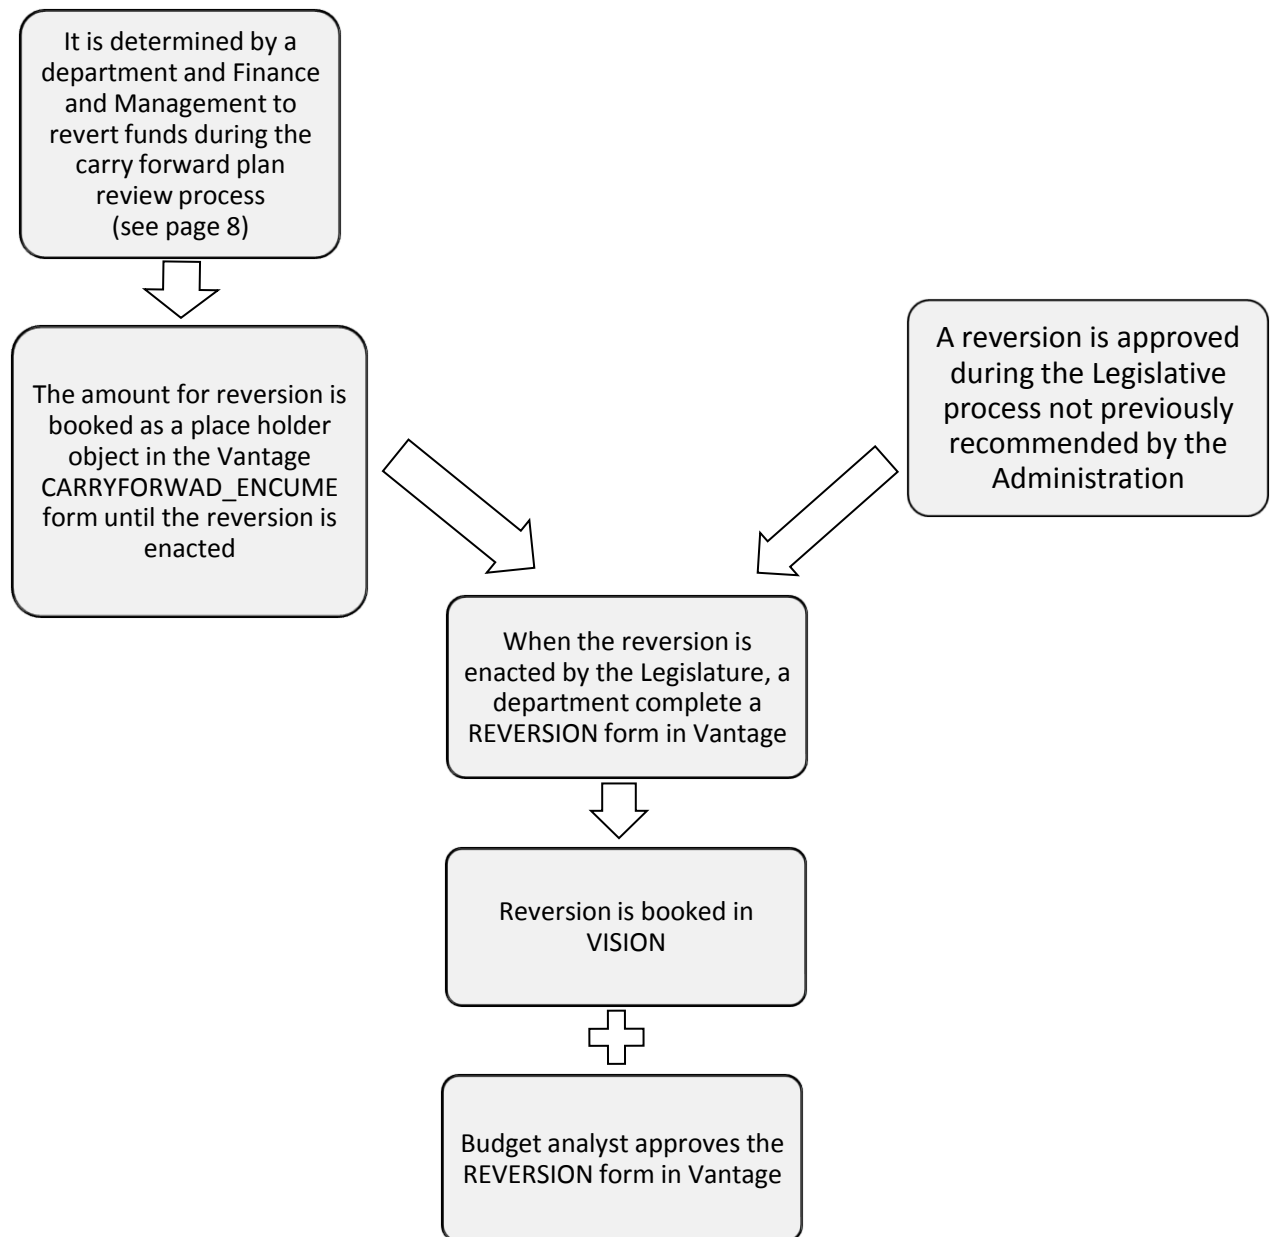 It is determined by a
department and Finance
and Management to
revert funds during the
carry forward plan
review process
(see page 8)
The amount for reversion is
booked as a place holder
object in the Vantage
CARRYFORWAD_ENCUME
form until the reversion is
enacted
A reversion is approved
during the Legislative
process not previously
recommended by the
Administration
When the reversion is
enacted by the Legislature, a
department complete a
REVERSION form in Vantage
Reversion is booked in
VISION
Budget analyst approves the
REVERSION form in Vantage